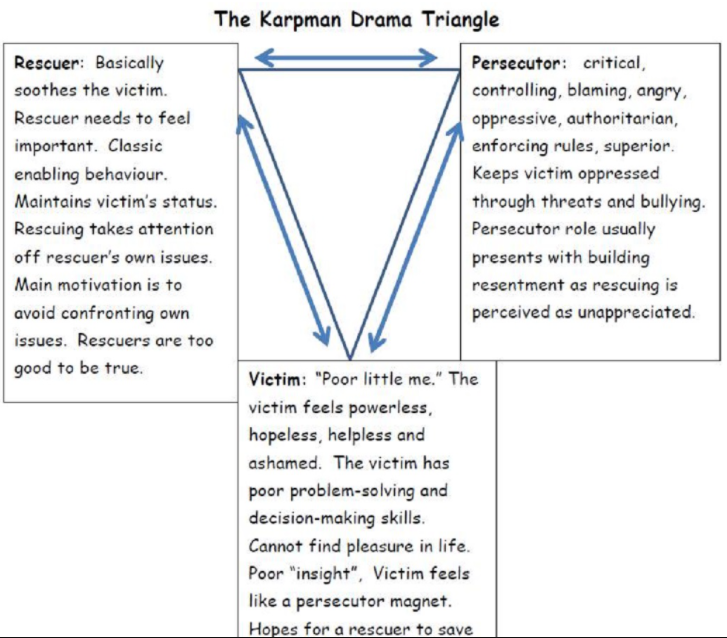 The Karpman Drama Triangle
Rescuer: Basically
soothes the victim.
Rescuer needs to feel
important. Classic
enabling behaviour.
Maintains victim's status.
Rescuing takes attention
off rescuer's own issues.
Main motivation is to
avoid confronting own
issues. Rescuers are too
good to be true.
Persecutor: critical,
controlling, blaming, angry,
oppressive, authoritarian,
enforcing rules, superior.
Keeps victim oppressed
through threats and bullying.
Persecutor role usually
presents with building
resentment as rescuing is
perceived as unappreciated.
Victim: "Poor little me." The
victim feels powerless,
hopeless, helpless and
ashamed. The victim has
poor problem-solving and
decision-making skills.
Cannot find pleasure in life.
Poor "insight", Victim feels
like a persecutor magnet.
Hopes for a rescuer to save